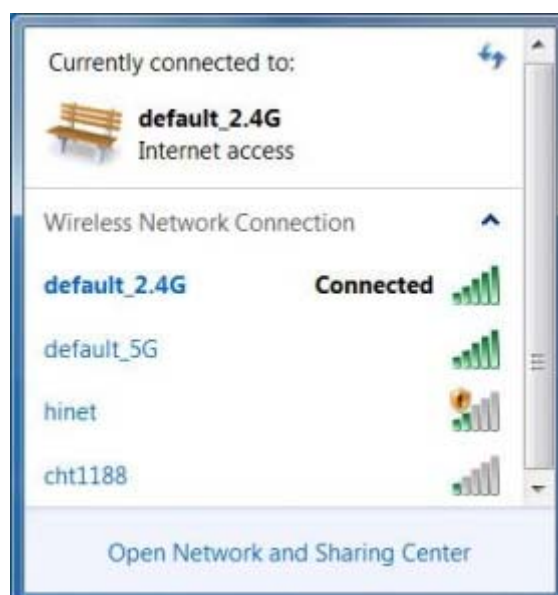 Currently connected to:
default_2.4G
Internet access
Wireless Network Connection
default_2.4G Connected
default_5G
hinet
cht1188
Open Network and Sharing Center